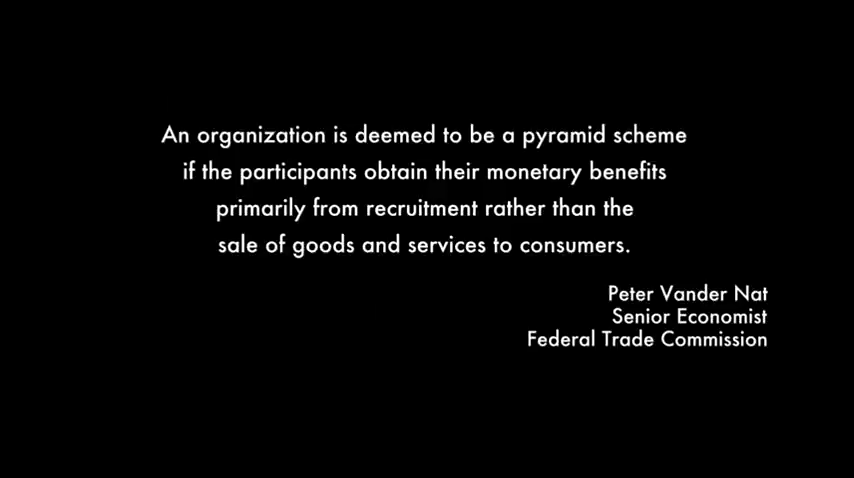 An organization is deemed to be a pyramid scheme
if the participants obtain their monetary benefits
primarily from recruitment rather than the
sale of goods and services to consumers.
Peter Vander Nat
Senior Economist
Federal Trade Commission